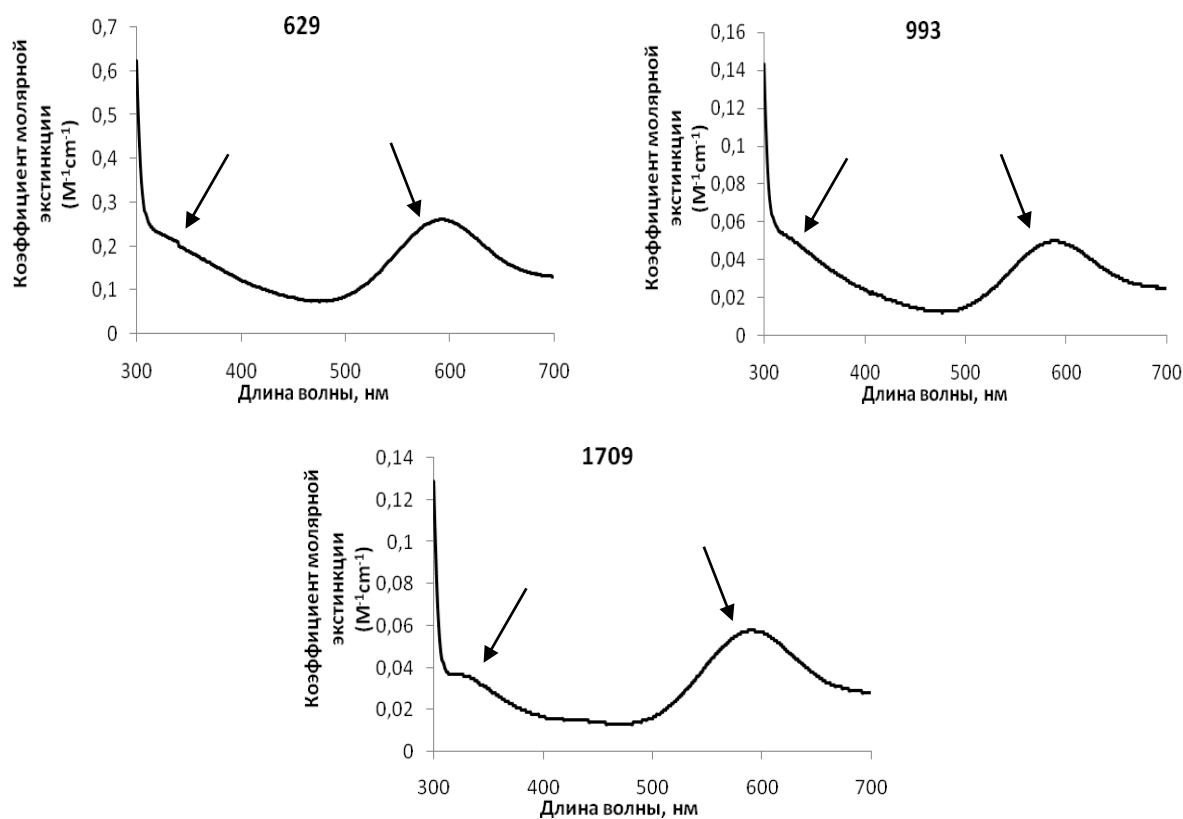 629
Коэффициент молярной
экстинкции
(M⁻¹cm⁻¹)
0,7
0,6
0,5
0,4
0,3
0,2
0,1
0
300 400 500 600 700
Длина волны, нм
993
Коэффициент молярной
экстинкции
(M⁻¹cm⁻¹)
0,16
0,14
0,12
0,1
0,08
0,06
0,04
0,02
0
300 400 500 600 700
Длина волны, нм
1709
Коэффициент молярной
экстинкции
(M⁻¹cm⁻¹)
0,14
0,12
0,1
0,08
0,06
0,04
0,02
0
300 400 500 600 700
Длина волны, нм